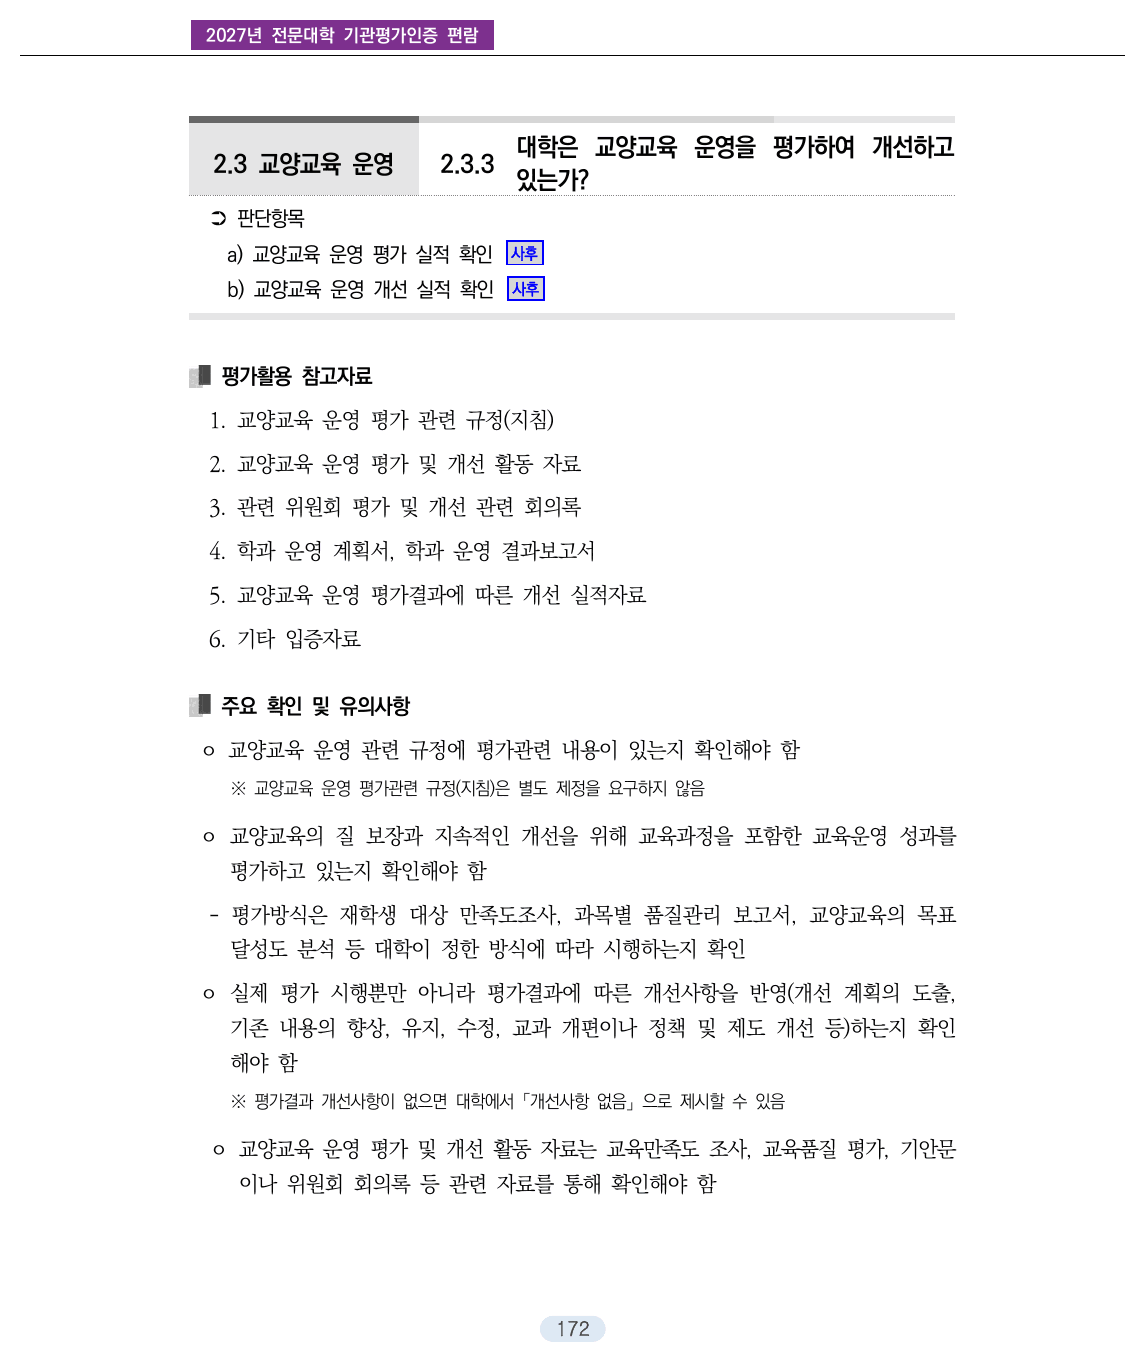 2027년 전문대학 기관평가인증 편람
2.3 교양교육 운영
2.3.3
대학은 교양교육 운영을 평가하여 개선하고
있는가?
➲ 판단항목
a) 교양교육 운영 평가 실적 확인 사후
b) 교양교육 운영 개선 실적 확인 사후
평가활용 참고자료
1. 교양교육 운영 평가 관련 규정(지침)
2. 교양교육 운영 평가 및 개선 활동 자료
3. 관련 위원회 평가 및 개선 관련 회의록
4. 학과 운영 계획서, 학과 운영 결과보고서
5. 교양교육 운영 평가결과에 따른 개선 실적자료
6. 기타 입증자료
주요 확인 및 유의사항
ㅇ 교양교육 운영 관련 규정에 평가관련 내용이 있는지 확인해야 함
※ 교양교육 운영 평가관련 규정(지침)은 별도 제정을 요구하지 않음
ㅇ 교양교육의 질 보장과 지속적인 개선을 위해 교육과정을 포함한 교육운영 성과를
평가하고 있는지 확인해야 함
- 평가방식은 재학생 대상 만족도조사, 과목별 품질관리 보고서, 교양교육의 목표
달성도 분석 등 대학이 정한 방식에 따라 시행하는지 확인
ㅇ 실제 평가 시행뿐만 아니라 평가결과에 따른 개선사항을 반영(개선 계획의 도출,
기존 내용의 향상, 유지, 수정, 교과 개편이나 정책 및 제도 개선 등)하는지 확인
해야 함
※ 평가결과 개선사항이 없으면 대학에서「개선사항 없음」으로 제시할 수 있음
ㅇ 교양교육 운영 평가 및 개선 활동 자료는 교육만족도 조사, 교육품질 평가, 기안문
이나 위원회 회의록 등 관련 자료를 통해 확인해야 함
172